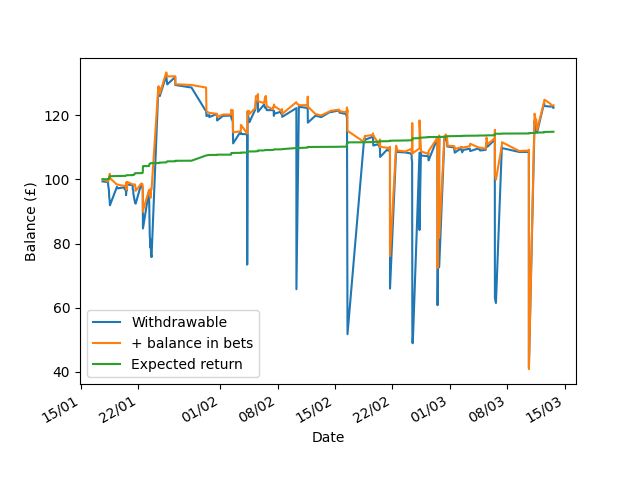 120
100
80
60
40
Balance (£)
Withdrawable
+ balance in bets
Expected return
15/01
22/01
01/02
08/02
15/02
22/02
01/03
08/03
15/03
Date